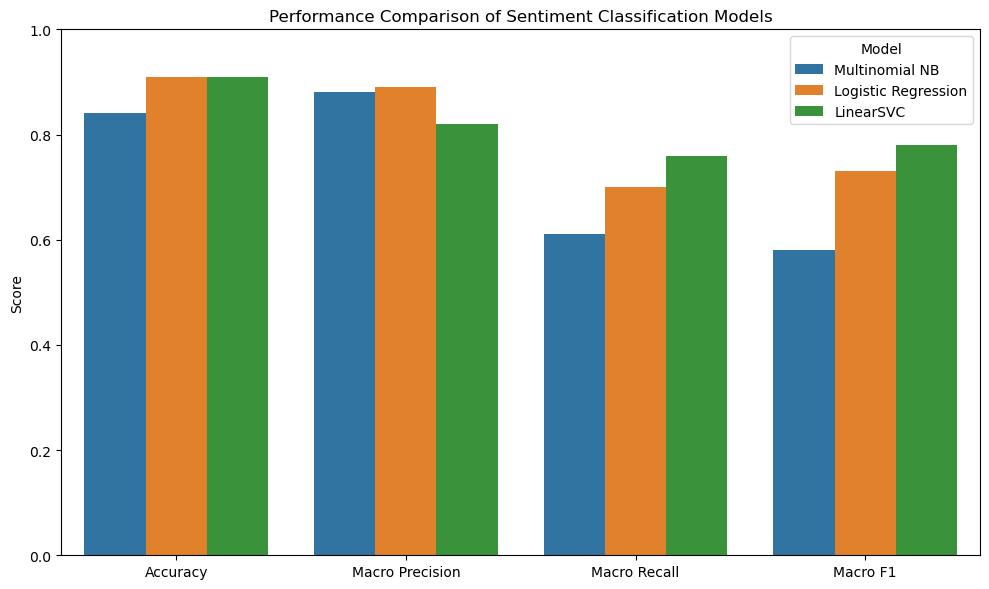 Performance Comparison of Sentiment Classification Models
Model
Multinomial NB
Logistic Regression
LinearSVC
Score
1.0
0.8
0.6
0.4
0.2
0.0
Accuracy
Macro Precision
Macro Recall
Macro F1